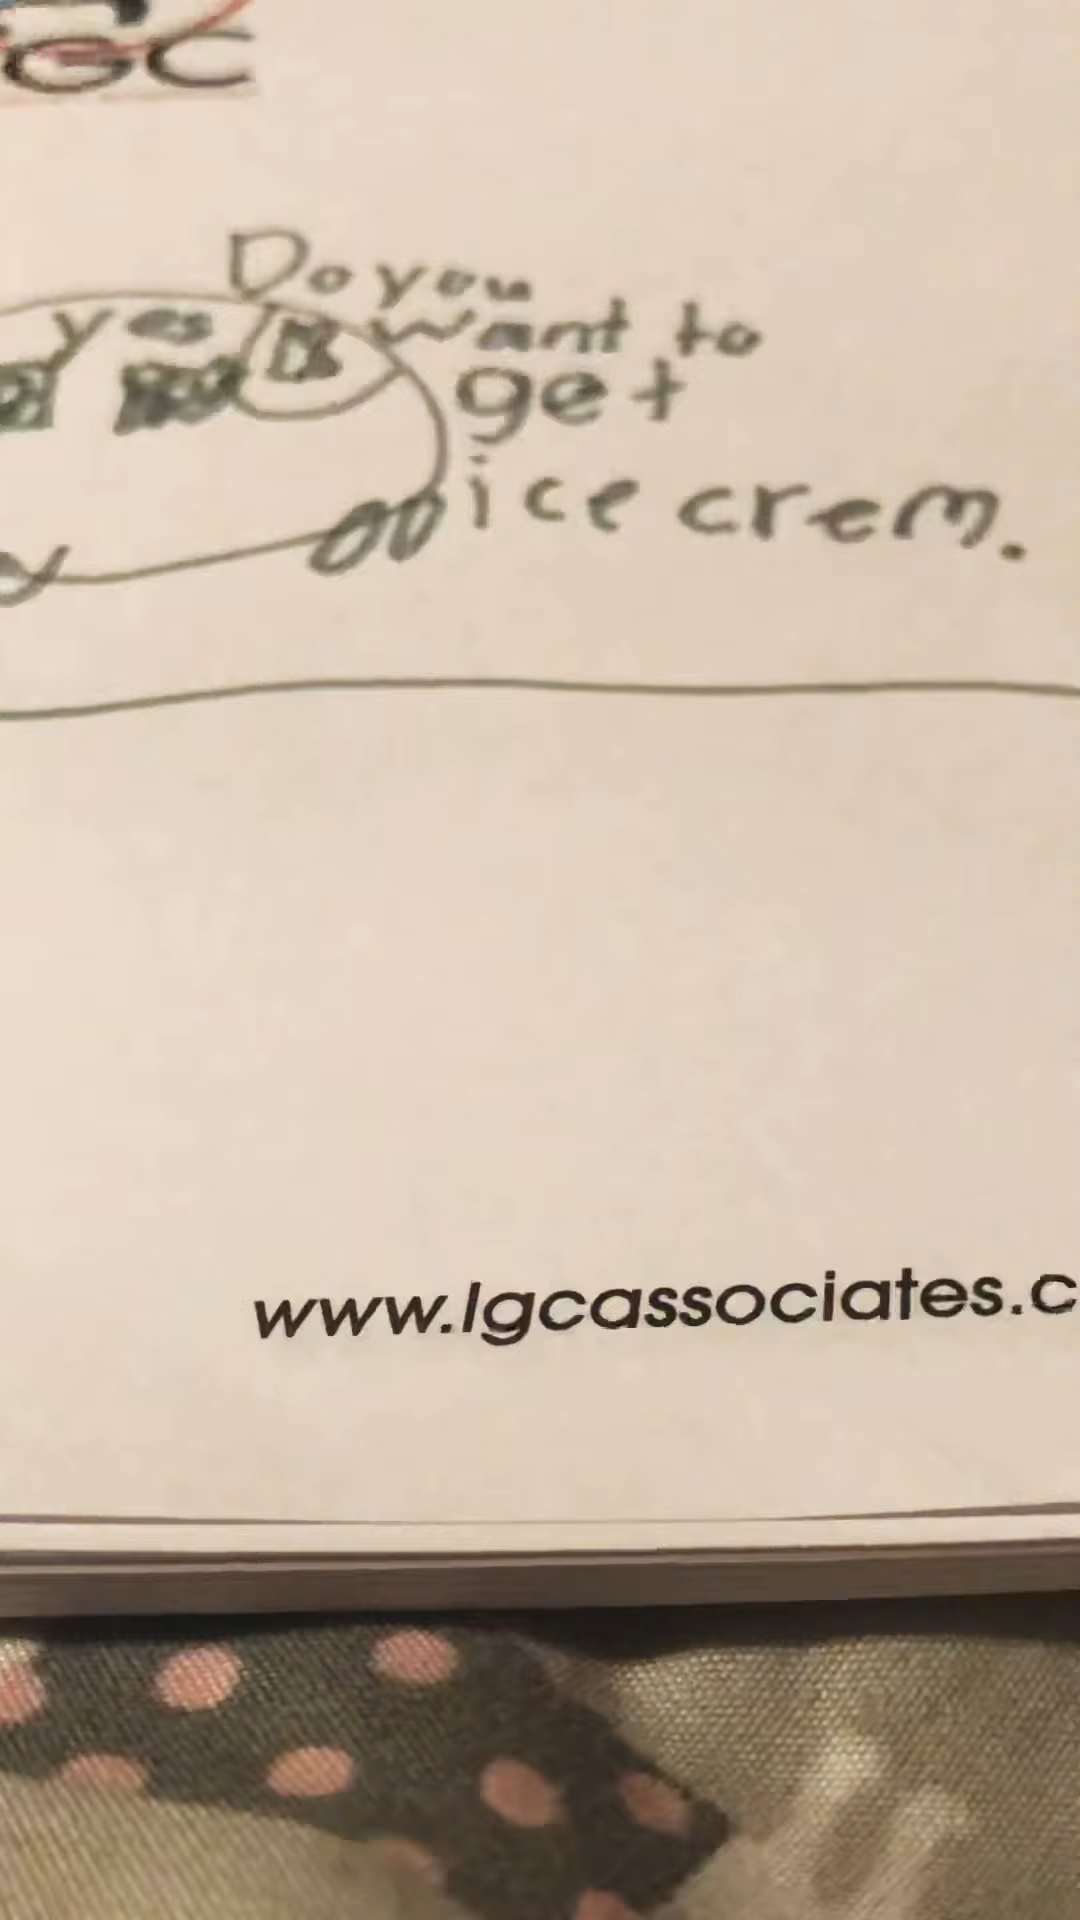 GC
Do you
yes want to
get
ice crem.
www.lgcassociates.c